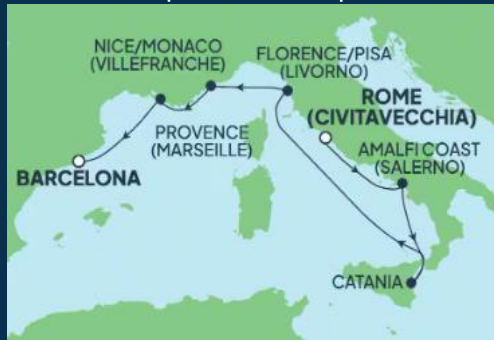 NICE/MONACO
(VILLEFRANCHE)
FLORENCE/PISA
(LIVORNO)
ROME
(CIVITAVECCHIA)
PROVENCE
(MARSEILLE)
AMALFI COAST
(SALERNO)
BARCELONA
CATANIA